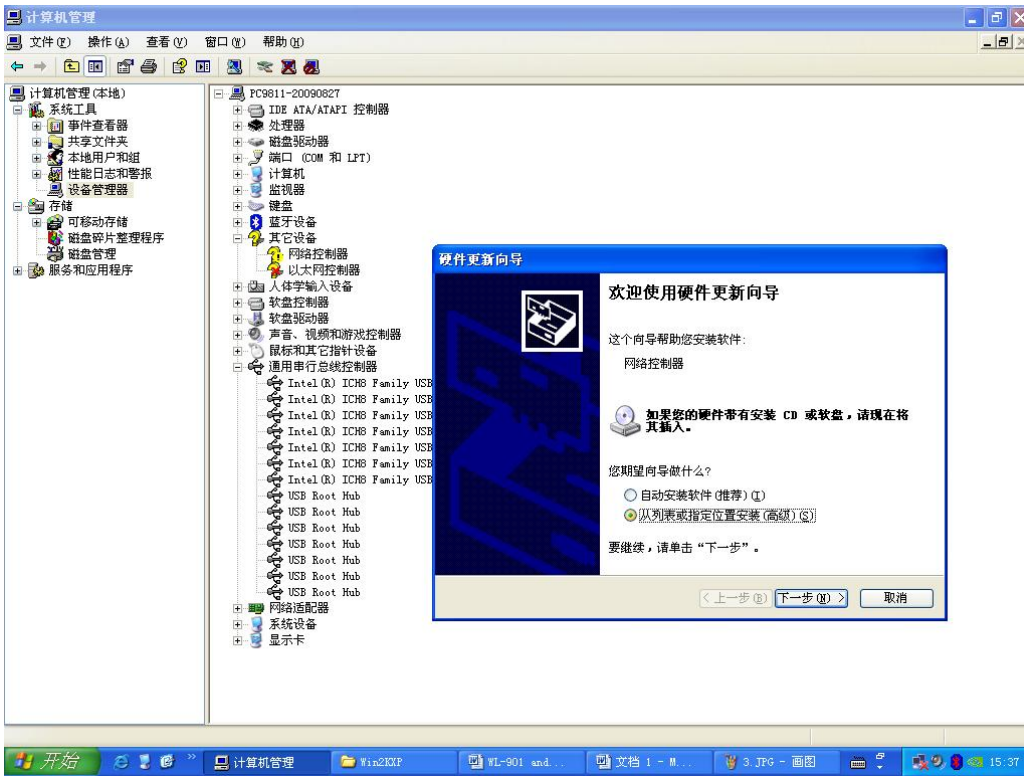 计算机管理
文件(F) 操作(A) 查看(V) 窗口(W) 帮助(H)
计算机管理(本地)
系统工具
事件查看器
共享文件夹
本地用户和组
性能日志和警报
设备管理器
存储
可移动存储
磁盘碎片整理程序
磁盘管理
服务和应用程序
PC9811-20090827
IDE ATA/ATAPI 控制器
处理器
磁盘驱动器
端口 (COM 和 LPT)
计算机
监视器
键盘
蓝牙设备
其它设备
网络控制器
以太网控制器
人体学输入设备
软盘控制器
软盘驱动器
声音、视频和游戏控制器
鼠标和其它指针设备
通用串行总线控制器
Intel(R) ICH8 Family USB
Intel(R) ICH8 Family USB
Intel(R) ICH8 Family USB
Intel(R) ICH8 Family USB
Intel(R) ICH8 Family USB
Intel(R) ICH8 Family USB
Intel(R) ICH8 Family USB
USB Root Hub
USB Root Hub
USB Root Hub
USB Root Hub
USB Root Hub
USB Root Hub
USB Root Hub
网络适配器
系统设备
显示卡
硬件更新向导
欢迎使用硬件更新向导
这个向导帮助您安装软件:
网络控制器
如果您的硬件带有安装 CD 或软盘，请现在将
其插入。
您期望向导做什么?
自动安装软件(推荐)(I)
从列表或指定位置安装(高级)(S)
要继续，请单击“下一步”。
< 上一步(B) 下一步(N) > 取消
开始 计算机管理 Win2KXP WL-901 and... 文档 1 - M... 3.JPG - 画图 15:37